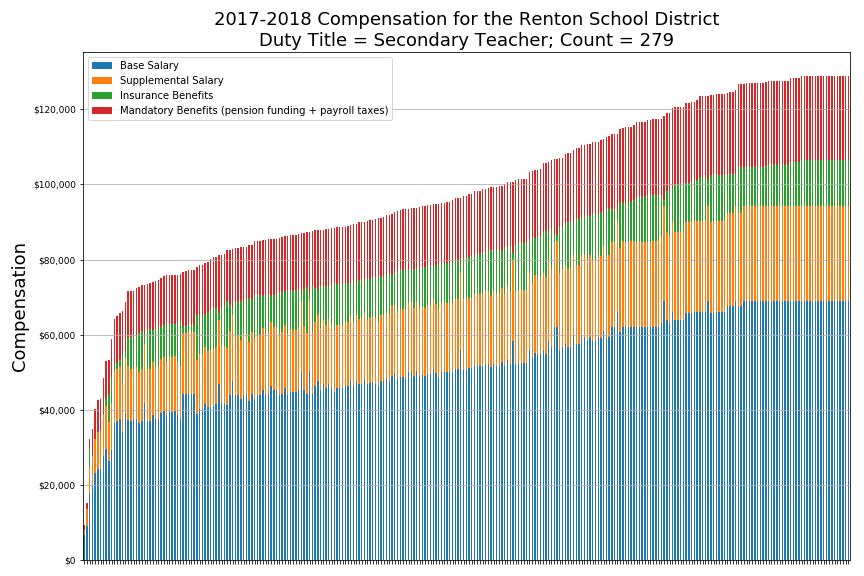 2017-2018 Compensation for the Renton School District
Duty Title = Secondary Teacher; Count = 279
Base Salary
Supplemental Salary
Insurance Benefits
Mandatory Benefits (pension funding + payroll taxes)
$120,000
$100,000
$80,000
$60,000
$40,000
$20,000
$0
Compensation